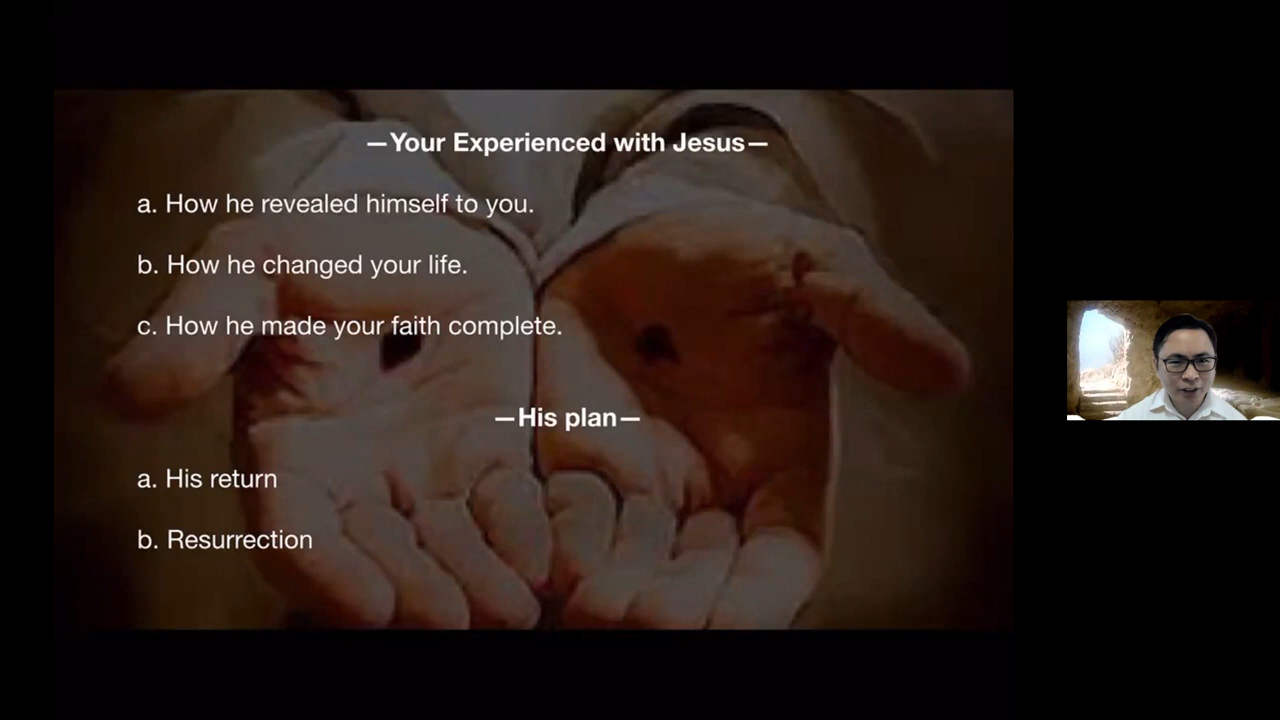 —Your Experienced with Jesus—
a. How he revealed himself to you.
b. How he changed your life.
c. How he made your faith complete.
—His plan—
a. His return
b. Resurrection